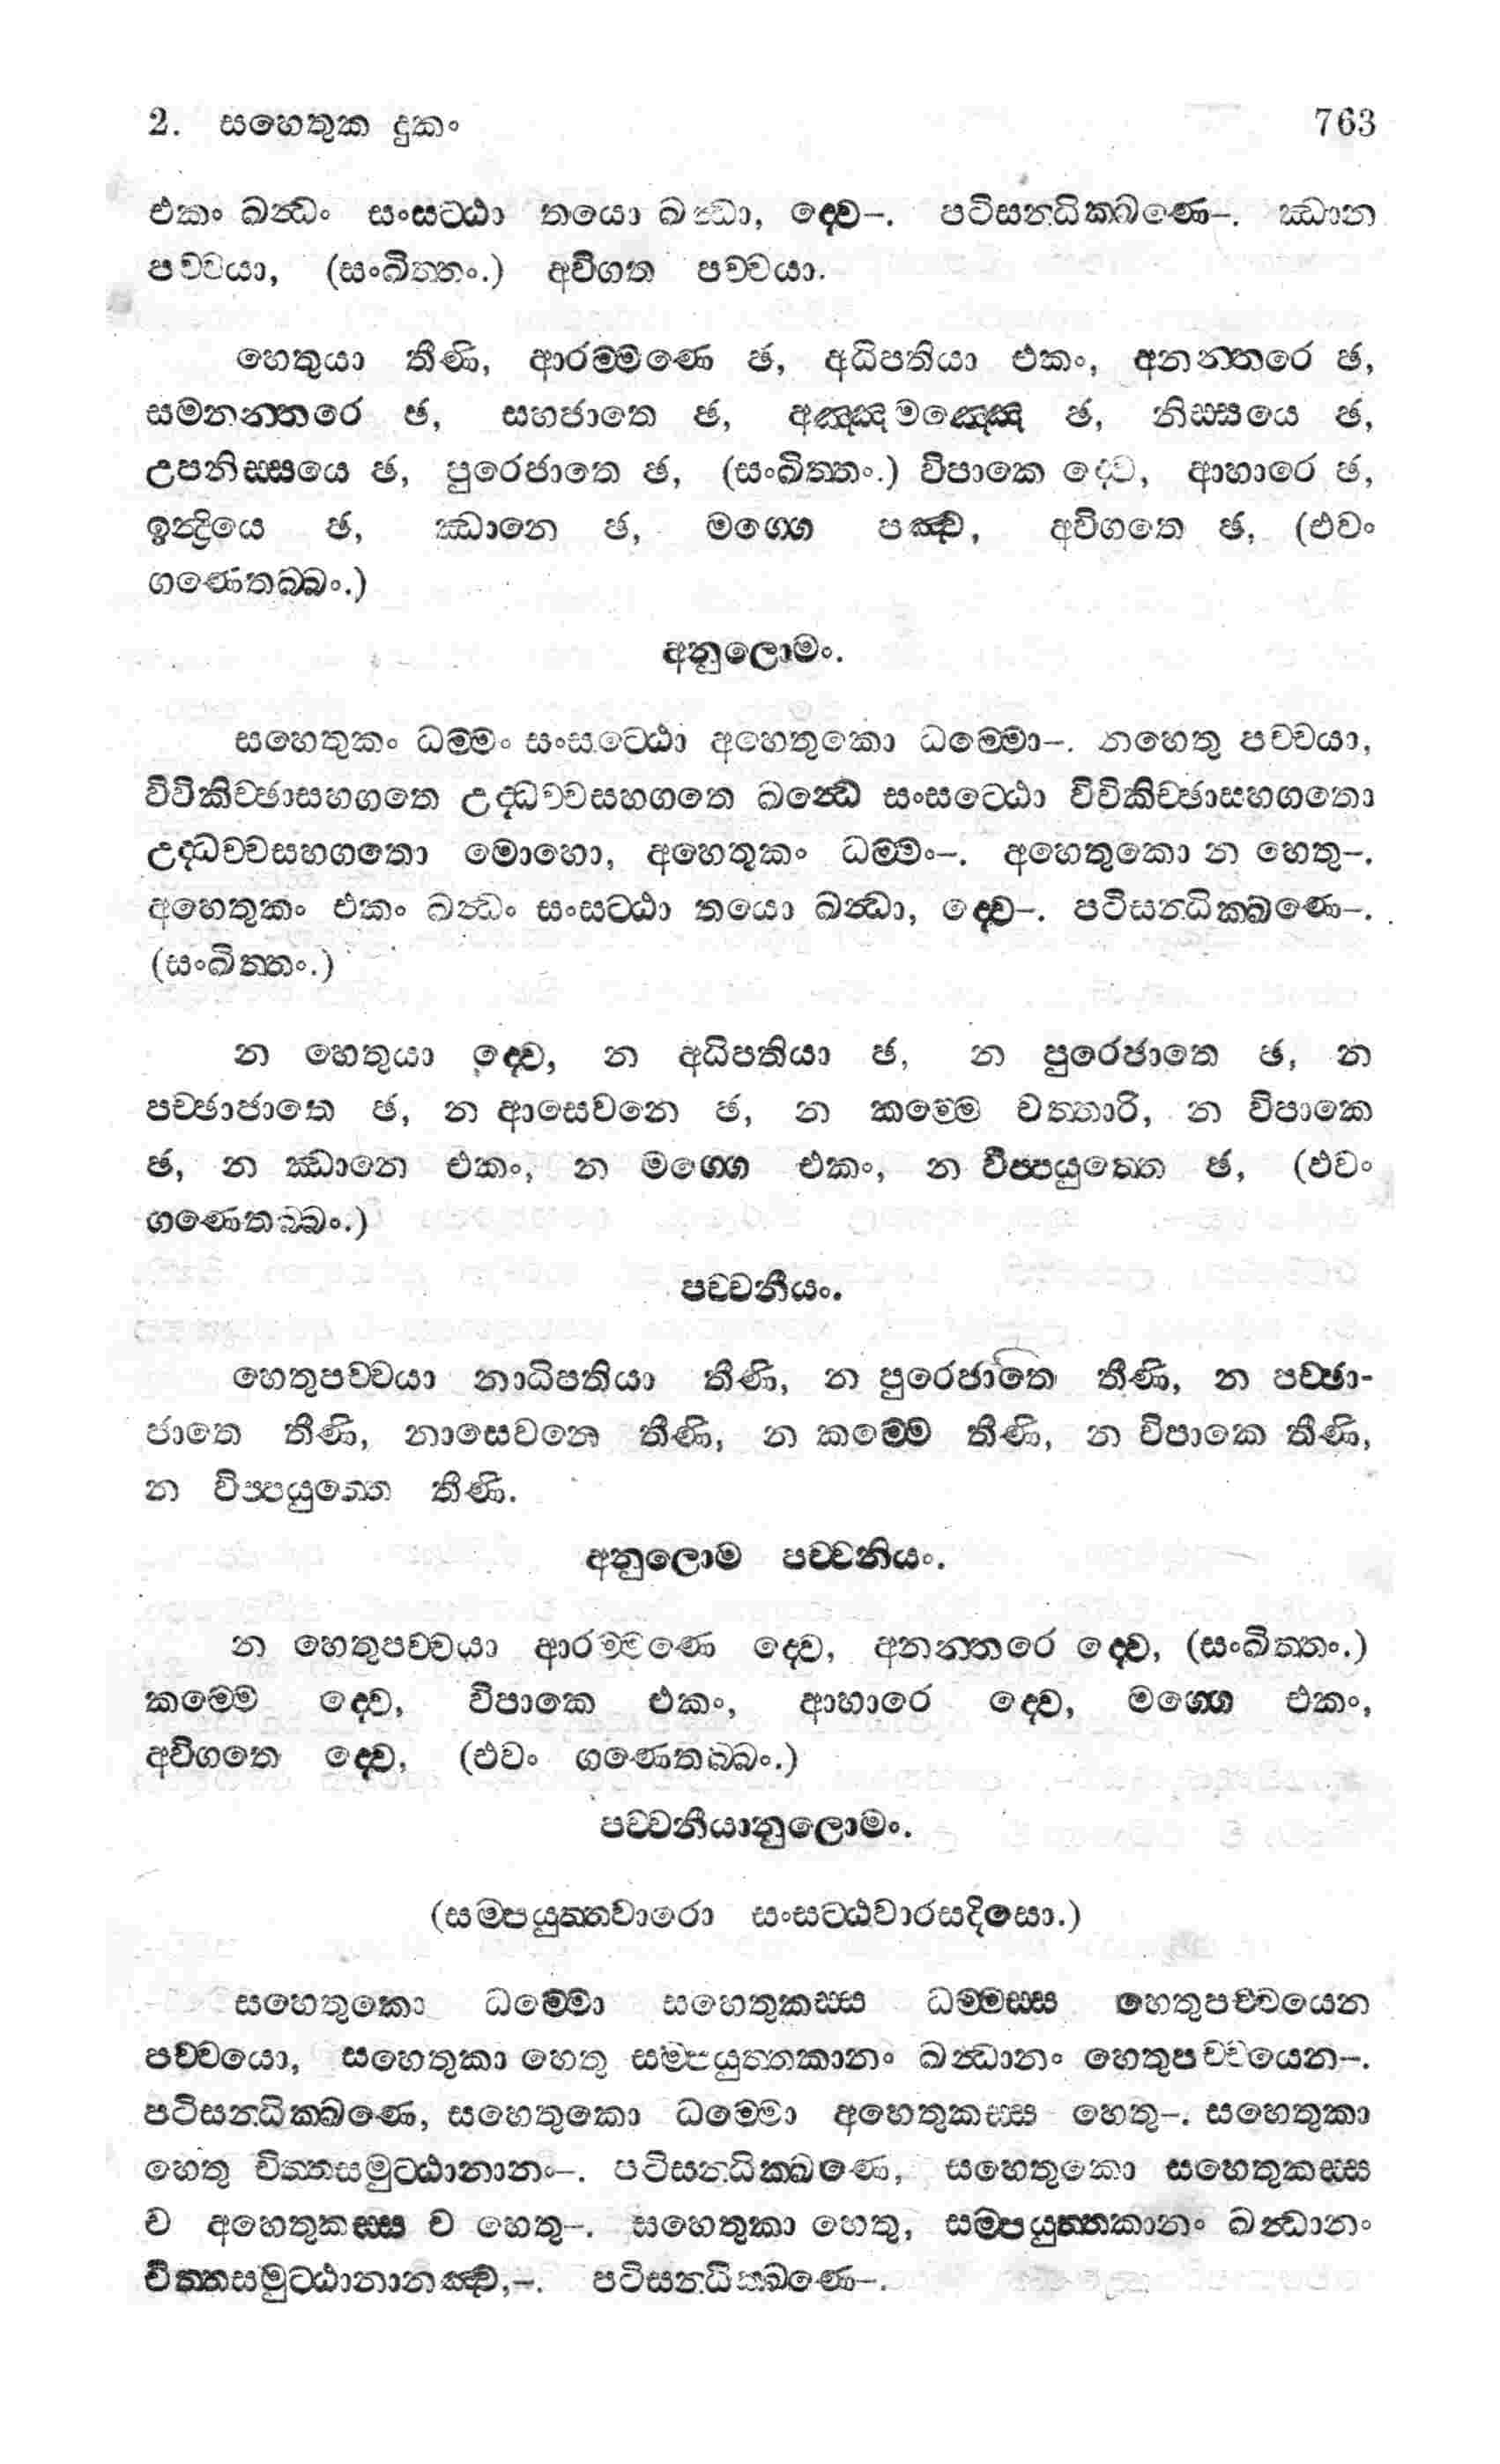 2. සහෙතුක දුකං 763
එකං ඛන්ධං සංසට්ඨා තයො ඛන්ධා, ද්වෙ–. පටිසන්ධික්ඛණෙ–. ඣාන
පච්චයා, (සංඛිත්තං.) අවිගත පච්චයා.
හෙතුයා තීණි, ආරම්මණෙ ඡ, අධිපතියා එකං, අනන්තරෙ ඡ,
සමනන්තරෙ ඡ, සහජාතෙ ඡ, අඤ්ඤමඤ්ඤෙ ඡ, නිස්සයෙ ඡ,
උපනිස්සයෙ ඡ, පුරෙජාතෙ ඡ, (සංඛිත්තං.) විපාකෙ ද්වෙ, ආහාරෙ ඡ,
ඉන්ද්‍රියෙ ඡ, ඣානෙ ඡ, මග්ගෙ පඤ්ච, අවිගතෙ ඡ, (එවං
ගණෙතබ්බං.)
අනුලොමං.
සහෙතුකං ධම්මං සංසට්ඨො අහෙතුකො ධම්මො–. නහෙතු පච්චයා,
විචිකිච්ඡාසහගතෙ උද්ධච්චසහගතෙ ඛන්ධෙ සංසට්ඨො විචිකිච්ඡාසහගතො
උද්ධච්චසහගතො මොහො, අහෙතුකං ධම්මං–. අහෙතුකො න හෙතු–.
අහෙතුකං එකං ඛන්ධං සංසට්ඨා තයො ඛන්ධා, ද්වෙ–. පටිසන්ධික්ඛණෙ–.
(සංඛිත්තං.)
න හෙතුයා ද්වෙ, න අධිපතියා ඡ, න පුරෙජාතෙ ඡ, න
පච්ඡාජාතෙ ඡ, න ආසෙවනෙ ඡ, න කම්මෙ චත්තාරි, න විපාකෙ
ඡ, න ඣානෙ එකං, න මග්ගෙ එකං, න විප්පයුත්තෙ ඡ, (එවං
ගණෙතබ්බං.)
පච්චනීයං.
හෙතුපච්චයා නාධිපතියා තීණි, න පුරෙජාතෙ තීණි, න පච්ඡා-
ජාතෙ තීණි, නාසෙවනෙ තීණි, න කම්මෙ තීණි, න විපාකෙ තීණි,
න විප්පයුත්තෙ තීණි.
අනුලොම පච්චනියං.
න හෙතුපච්චයා ආරම්මණෙ ද්වෙ, අනන්තරෙ ද්වෙ, (සංඛිත්තං.)
කම්මෙ ද්වෙ, විපාකෙ එකං, ආහාරෙ ද්වෙ, මග්ගෙ එකං,
අවිගතෙ ද්වෙ, (එවං ගණෙතබ්බං.)
පච්චනීයානුලොමං.
(සම්පයුත්තවාරො සංසට්ඨවාරසදිසො.)
සහෙතුකො ධම්මො සහෙතුකස්ස ධම්මස්ස හෙතුපච්චයෙන
පච්චයො, සහෙතුකා හෙතු සම්පයුත්තකානං ඛන්ධානං හෙතුපච්චයෙන–.
පටිසන්ධික්ඛණෙ, සහෙතුකො ධම්මො අහෙතුකස්ස හෙතු–. සහෙතුකා
හෙතු චිත්තසමුට්ඨානානං–. පටිසන්ධික්ඛණෙ, සහෙතුකො සහෙතුකස්ස
ච අහෙතුකස්ස ච හෙතු–. සහෙතුකා හෙතු, සම්පයුත්තකානං ඛන්ධානං
චිත්තසමුට්ඨානානඤ්ච,–. පටිසන්ධික්ඛණෙ–.